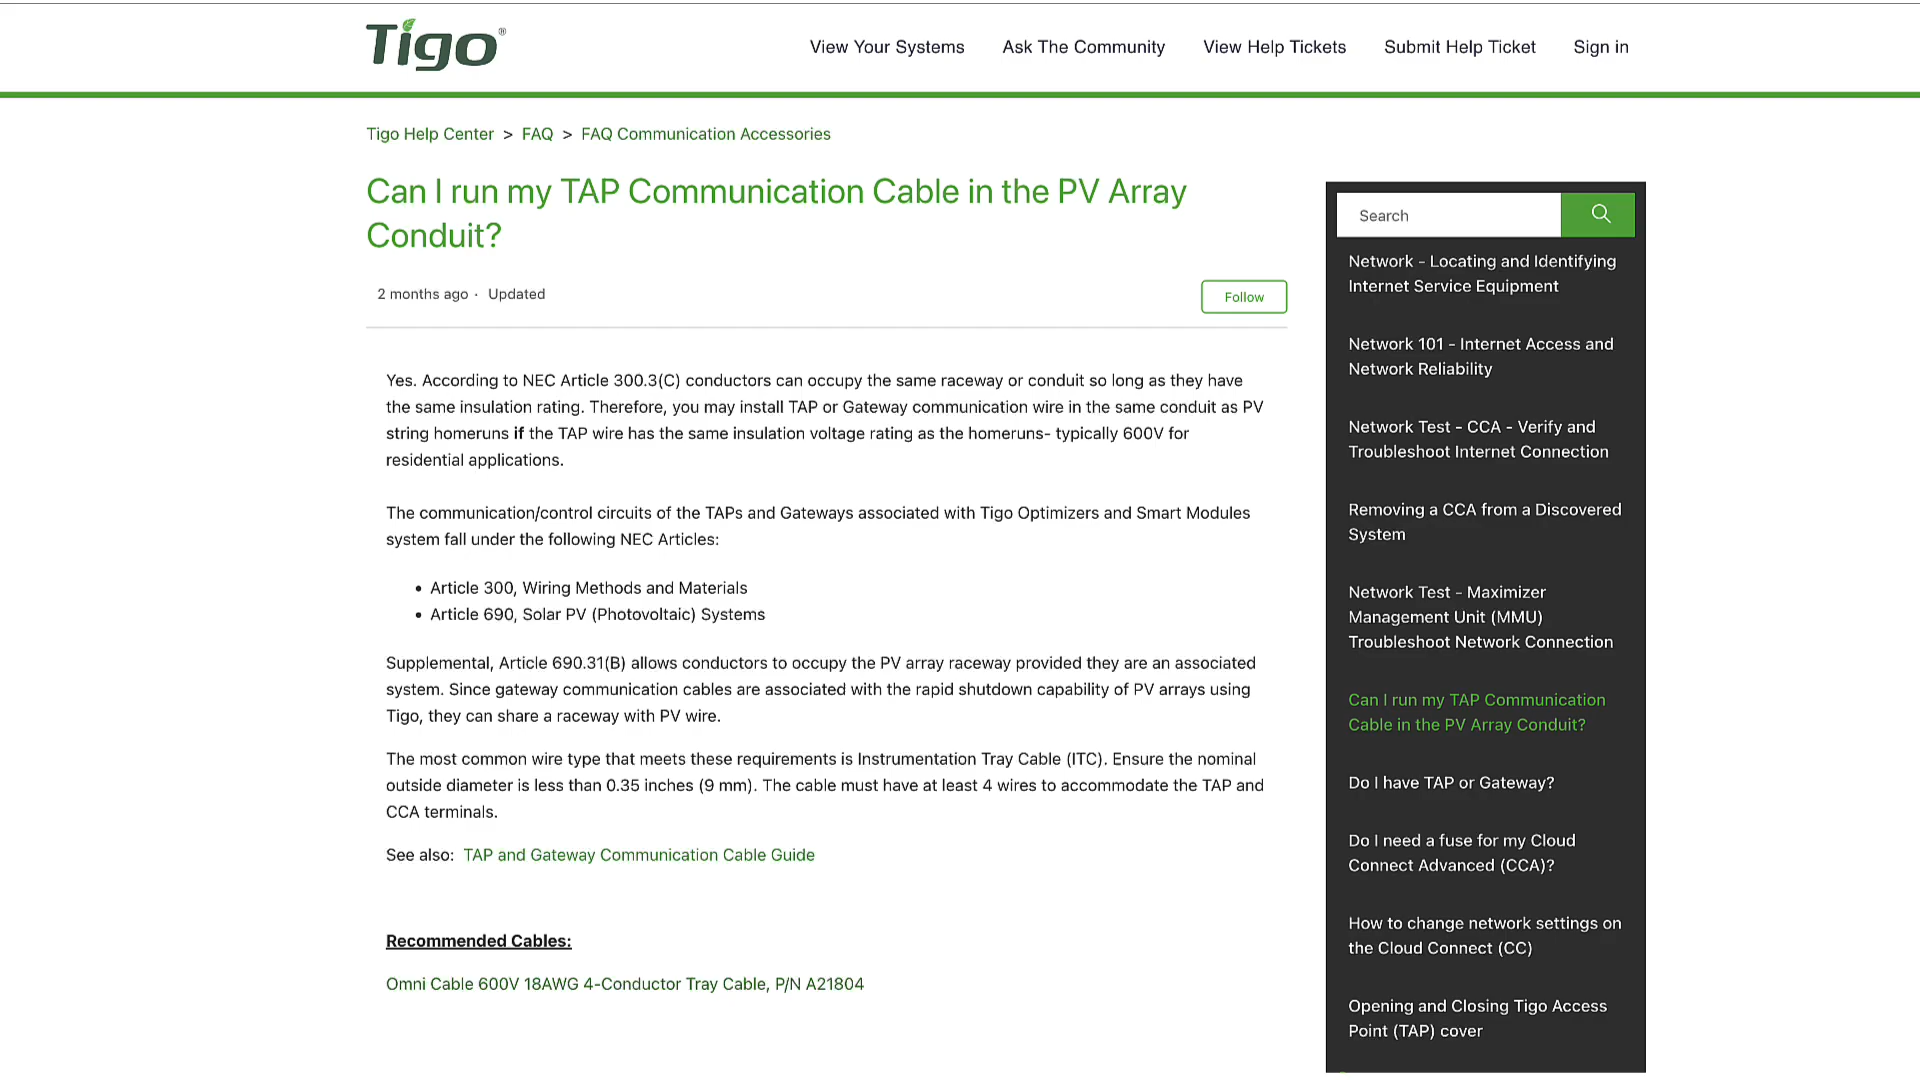 Tigo®
View Your Systems
Ask The Community
View Help Tickets
Submit Help Ticket
Sign in
Tigo Help Center > FAQ > FAQ Communication Accessories
Can I run my TAP Communication Cable in the PV Array
Conduit?
2 months ago · Updated
Follow
Yes. According to NEC Article 300.3(C) conductors can occupy the same raceway or conduit so long as they have
the same insulation rating. Therefore, you may install TAP or Gateway communication wire in the same conduit as PV
string homeruns if the TAP wire has the same insulation voltage rating as the homeruns- typically 600V for
residential applications.
The communication/control circuits of the TAPs and Gateways associated with Tigo Optimizers and Smart Modules
system fall under the following NEC Articles:
• Article 300, Wiring Methods and Materials
• Article 690, Solar PV (Photovoltaic) Systems
Supplemental, Article 690.31(B) allows conductors to occupy the PV array raceway provided they are an associated
system. Since gateway communication cables are associated with the rapid shutdown capability of PV arrays using
Tigo, they can share a raceway with PV wire.
The most common wire type that meets these requirements is Instrumentation Tray Cable (ITC). Ensure the nominal
outside diameter is less than 0.35 inches (9 mm). The cable must have at least 4 wires to accommodate the TAP and
CCA terminals.
See also: TAP and Gateway Communication Cable Guide
Recommended Cables:
Omni Cable 600V 18AWG 4-Conductor Tray Cable, P/N A21804
Search
Network - Locating and Identifying
Internet Service Equipment
Network 101 - Internet Access and
Network Reliability
Network Test - CCA - Verify and
Troubleshoot Internet Connection
Removing a CCA from a Discovered
System
Network Test - Maximizer
Management Unit (MMU)
Troubleshoot Network Connection
Can I run my TAP Communication
Cable in the PV Array Conduit?
Do I have TAP or Gateway?
Do I need a fuse for my Cloud
Connect Advanced (CCA)?
How to change network settings on
the Cloud Connect (CC)
Opening and Closing Tigo Access
Point (TAP) cover